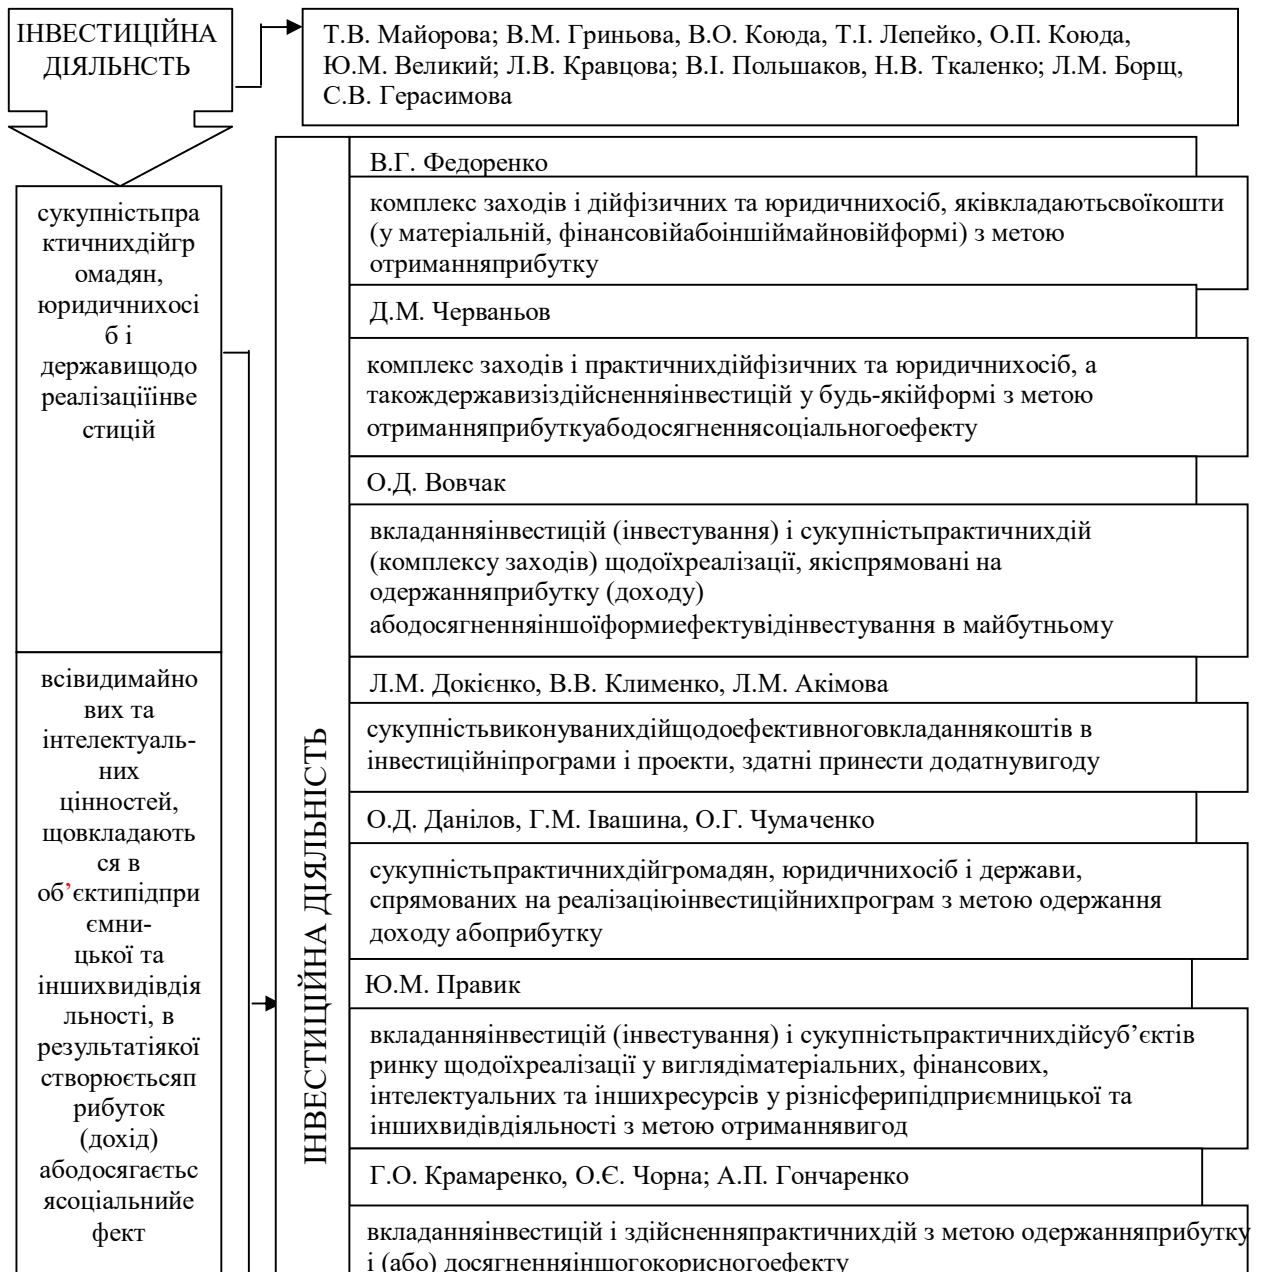 ІНВЕСТИЦІЙНА
ДІЯЛЬНСТЬ
Т.В. Майорова; В.М. Гриньова, В.О. Коюда, Т.І. Лепейко, О.П. Коюда,
Ю.М. Великий; Л.В. Кравцова; В.І. Польшаков, Н.В. Ткаленко; Л.М. Борщ,
С.В. Герасимова
сукупністьпра
ктичнихдійгр
омадян,
юридичнихосі
б і
державищодо
реалізаціїінве
стицій
всівидимайно
вих та
інтелектуаль-
них
цінностей,
щовкладають
ся в
об’єктипідпри
ємни-
цької та
іншихвидівдія
льності, в
результатіякої
створюєтьсяп
рибуток
(дохід)
абодосягаєтьс
ясоціальнийе
фект
ІНВЕСТИЦІЙНА ДІЯЛЬНІСТЬ
В.Г. Федоренко
комплекс заходів і дійфізичних та юридичнихосіб, яківкладаютьсвоїкошти
(у матеріальній, фінансовійабоіншіймайновійформі) з метою
отриманняприбутку
Д.М. Черваньов
комплекс заходів і практичнихдійфізичних та юридичнихосіб, а
такождержавизіздійсненняінвестицій у будь-якійформі з метою
отриманняприбуткуабодосягненнясоціальногоефекту
О.Д. Вовчак
вкладанняінвестицій (інвестування) і сукупністьпрактичнихдій
(комплексу заходів) щодоїхреалізації, якіспрямовані на
одержанняприбутку (доходу)
абодосягненняіншоїформиефектувідінвестування в майбутньому
Л.М. Докієнко, В.В. Клименко, Л.М. Акімова
сукупністьвиконуванихдійщодоефективноговкладаннякоштів в
інвестиційніпрограми і проекти, здатні принести додатнувигоду
О.Д. Данілов, Г.М. Івашина, О.Г. Чумаченко
сукупністьпрактичнихдійгромадян, юридичнихосіб і держави,
спрямованих на реалізаціюінвестиційнихпрограм з метою одержання
доходу абоприбутку
Ю.М. Правик
вкладанняінвестицій (інвестування) і сукупністьпрактичнихдійсуб’єктів
ринку щодоїхреалізації у виглядіматеріальних, фінансових,
інтелектуальних та іншихресурсів у різнісферипідприємницької та
іншихвидівдіяльності з метою отриманнявигод
Г.О. Крамаренко, О.Є. Чорна; А.П. Гончаренко
вкладанняінвестицій і здійсненняпрактичнихдій з метою одержанняприбутку
і (або) досягненняіншогокорисногоефекту